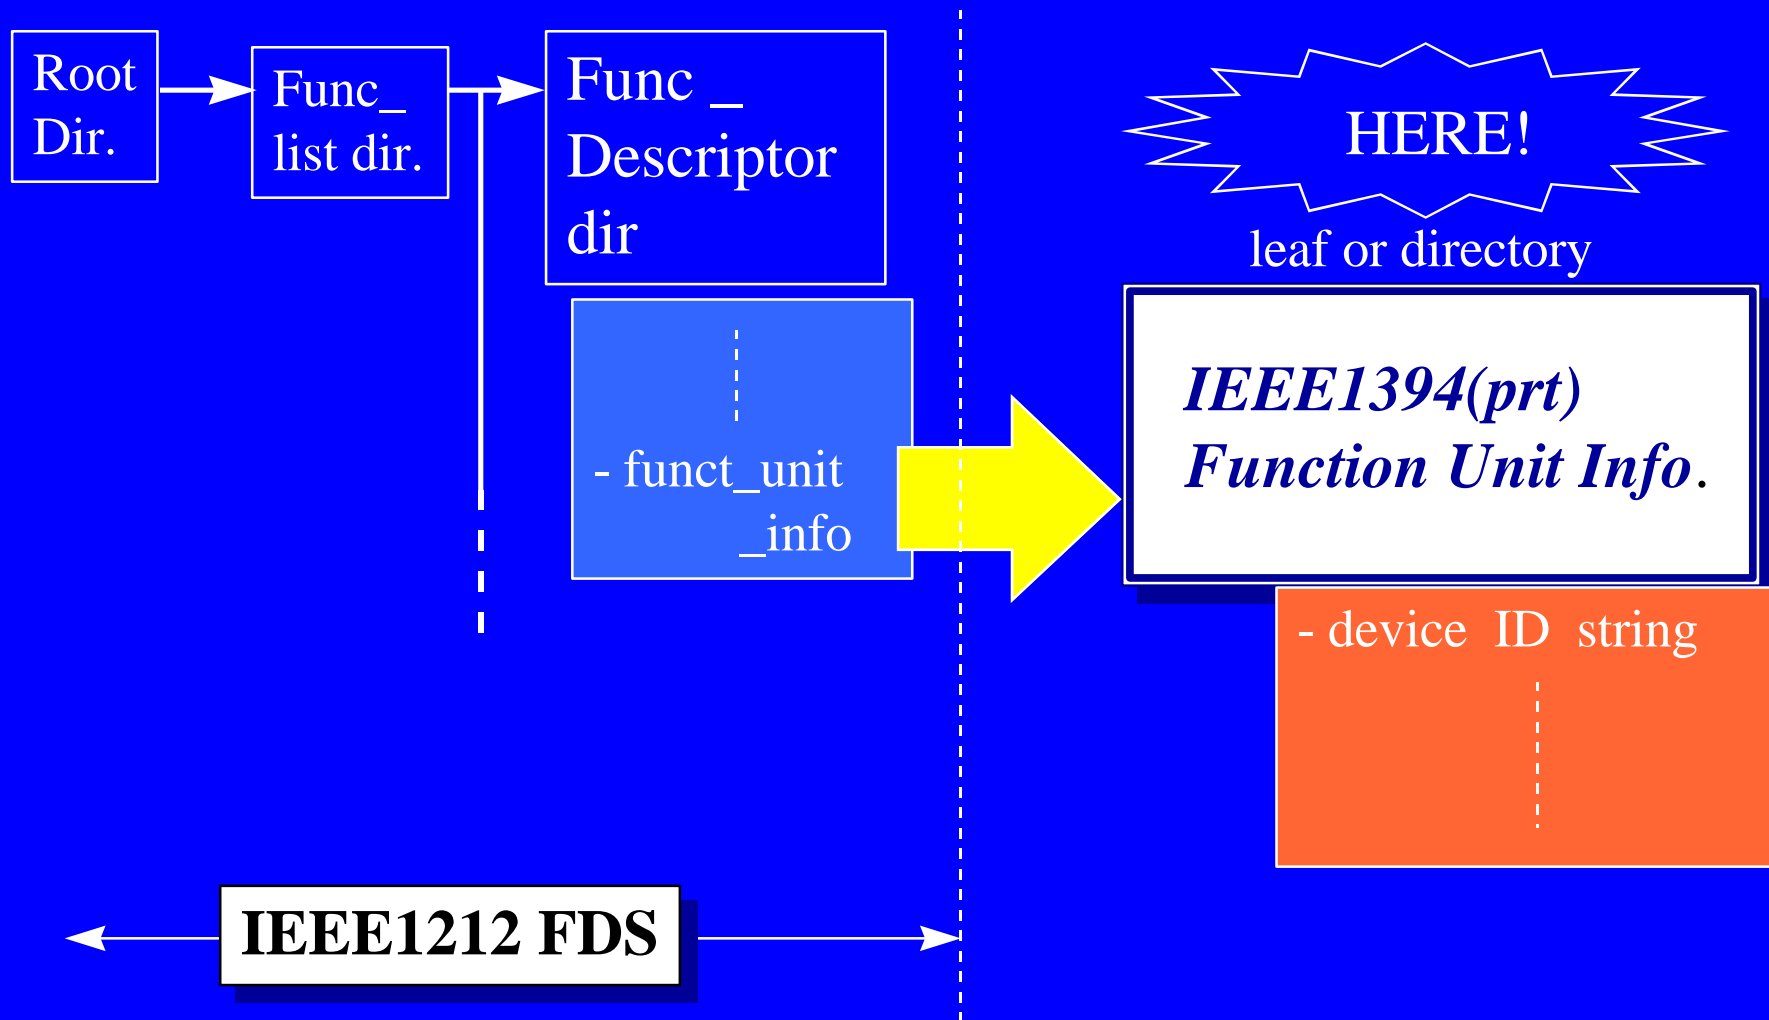 Root
Dir.
Func_
list dir.
Func _
Descriptor
dir
- funct_unit
_info
HERE!
leaf or directory
IEEE1394(prt)
Function Unit Info.
- device ID string
IEEE1212 FDS